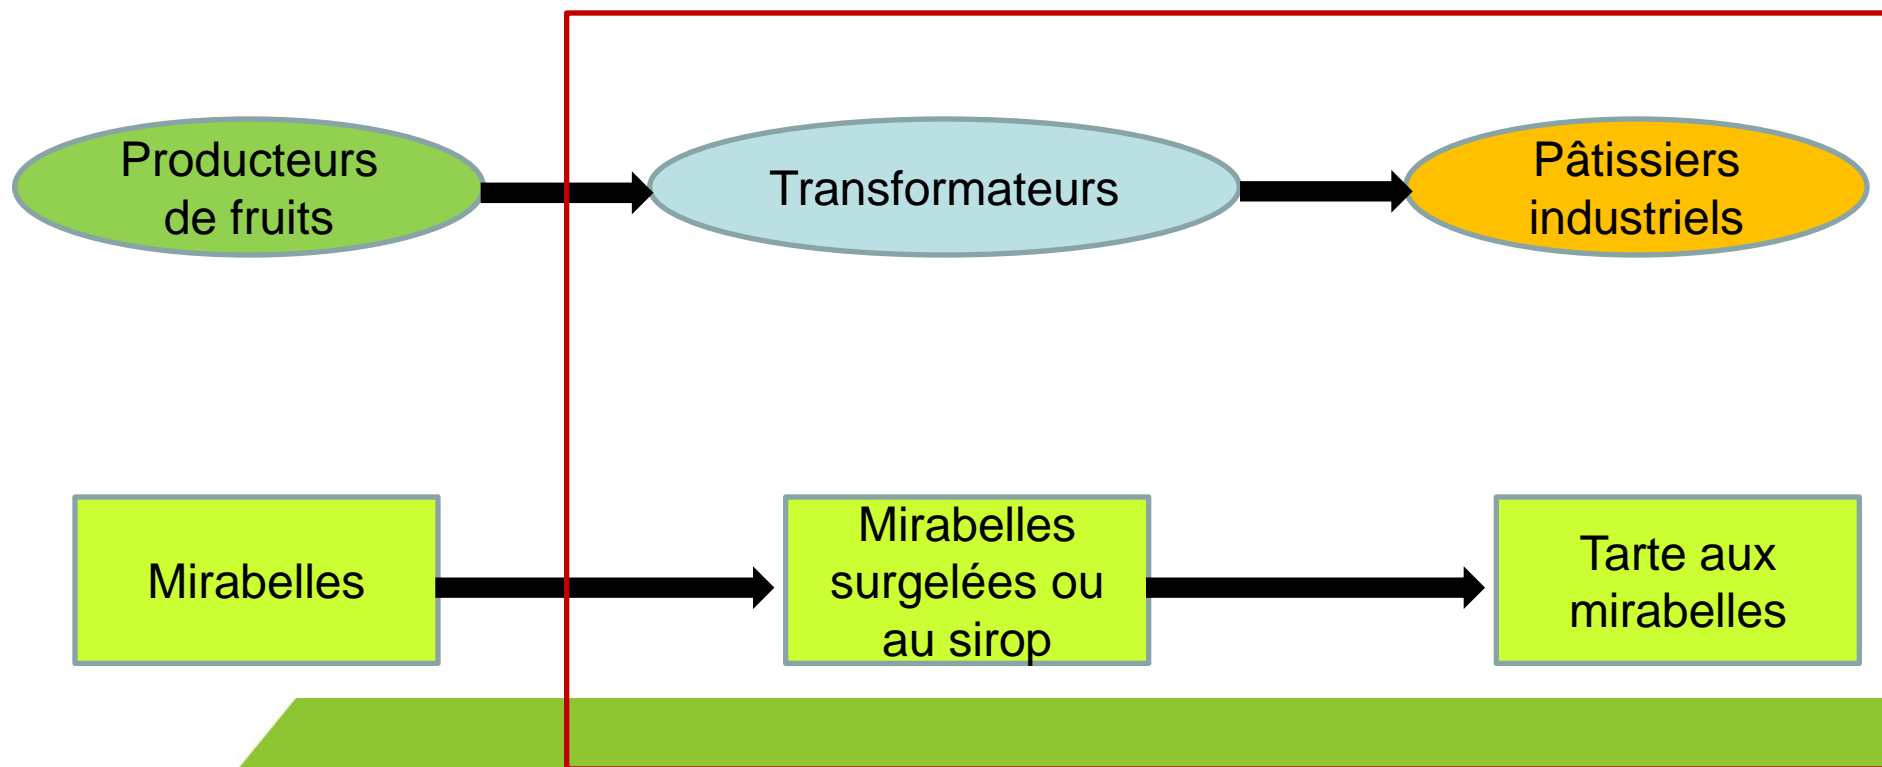 Producteurs
de fruits
Transformateurs
Pâtissiers
industriels
Mirabelles
Mirabelles
surgelées ou
au sirop
Tarte aux
mirabelles